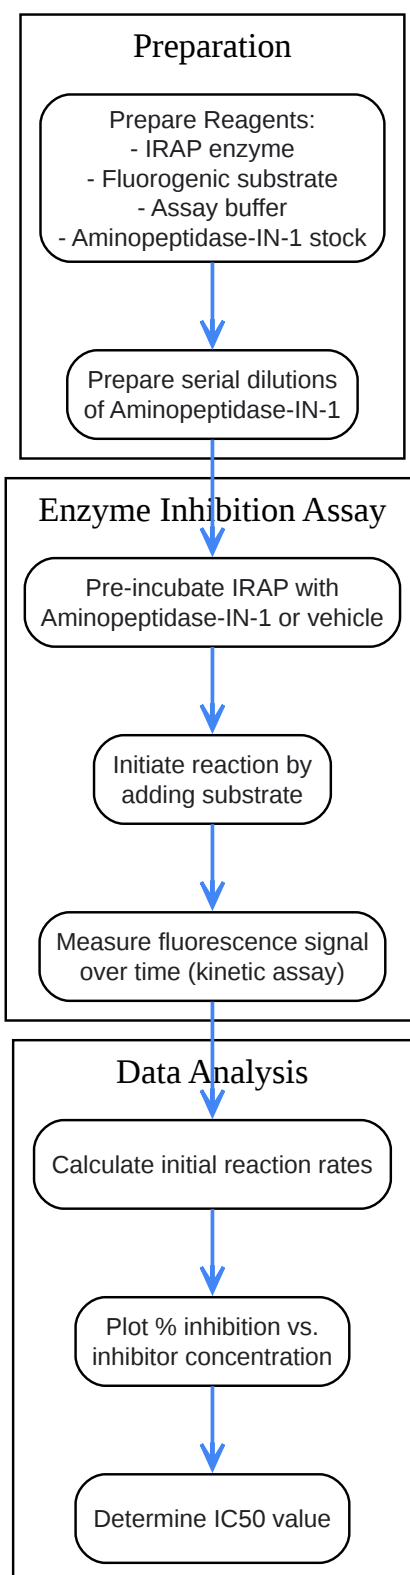 Preparation
Prepare Reagents:
- IRAP enzyme
- Fluorogenic substrate
- Assay buffer
- Aminopeptidase-IN-1 stock
Prepare serial dilutions
of Aminopeptidase-IN-1
Enzyme Inhibition Assay
Pre-incubate IRAP with
Aminopeptidase-IN-1 or vehicle
Initiate reaction by
adding substrate
Measure fluorescence signal
over time (kinetic assay)
Data Analysis
Calculate initial reaction rates
Plot % inhibition vs.
inhibitor concentration
Determine IC50 value